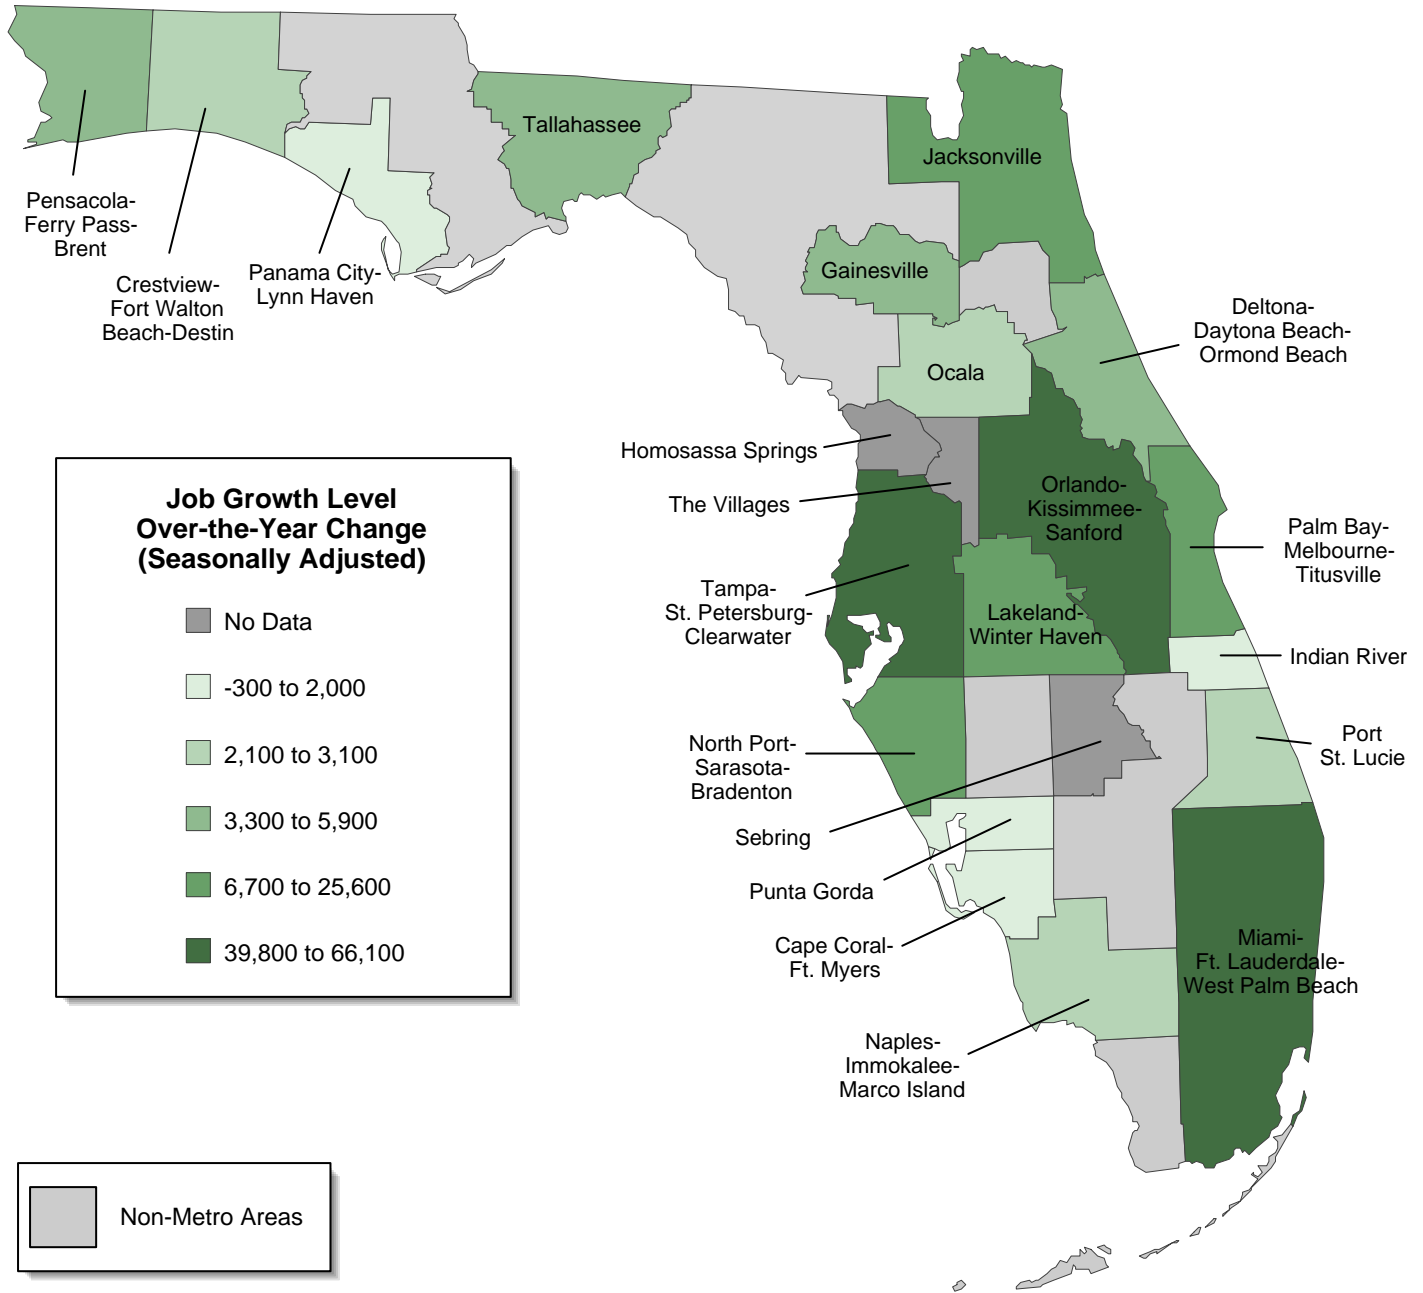 Tallahassee
Jacksonville
Pensacola-
Ferry Pass-
Brent
Crestview-
Fort Walton
Beach-Destin
Panama City-
Lynn Haven
Gainesville
Deltona-
Daytona Beach-
Ormond Beach
Ocala
Homosassa Springs
The Villages
Orlando-
Kissimmee-
Sanford
Palm Bay-
Melbourne-
Titusville
Tampa-
St. Petersburg-
Clearwater
Lakeland-
Winter Haven
Indian River
North Port-
Sarasota-
Bradenton
Port
St. Lucie
Sebring
Punta Gorda
Cape Coral-
Ft. Myers
Miami-
Ft. Lauderdale-
West Palm Beach
Naples-
Immokalee-
Marco Island
Job Growth Level
Over-the-Year Change
(Seasonally Adjusted)
No Data
-300 to 2,000
2,100 to 3,100
3,300 to 5,900
6,700 to 25,600
39,800 to 66,100
Non-Metro Areas